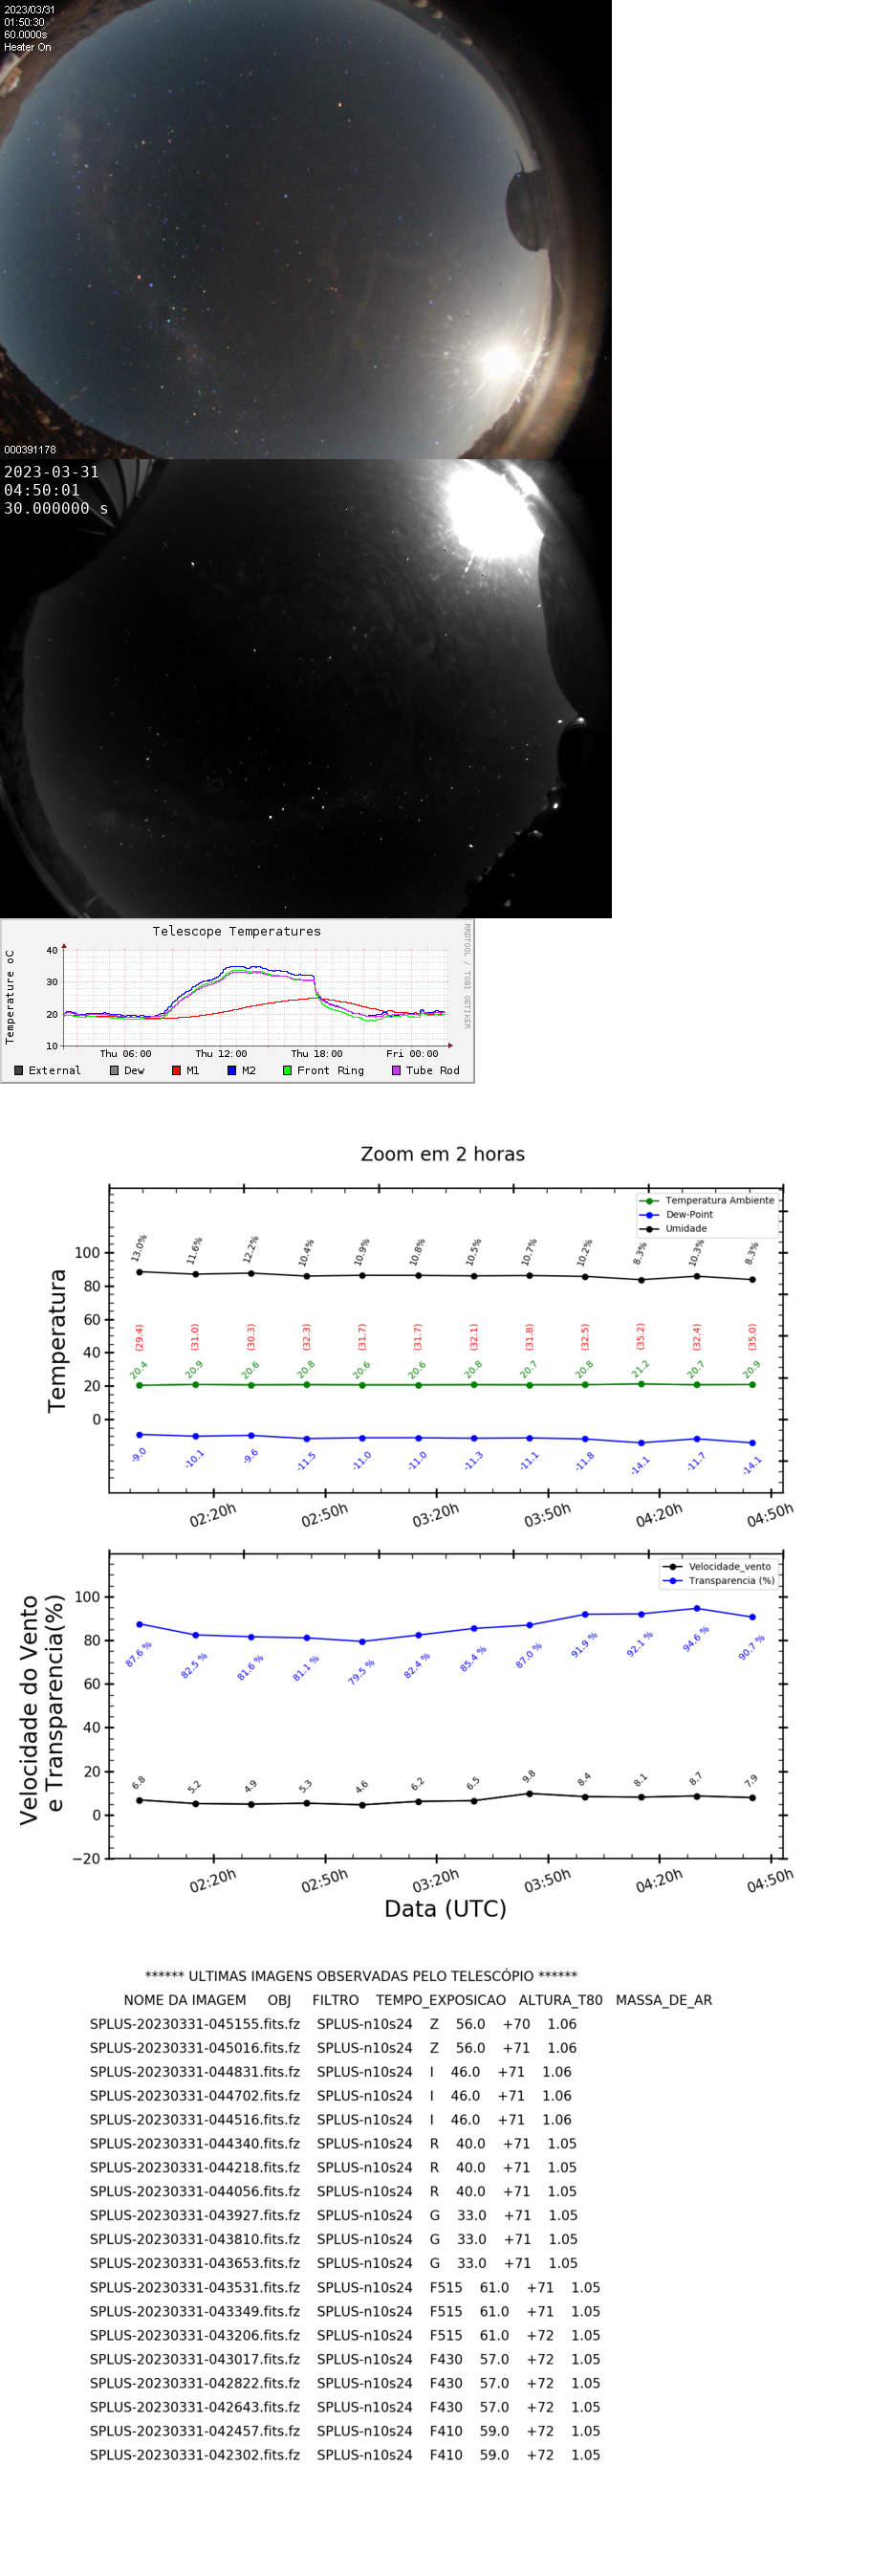 2023/03/31
01:50:30
60.0000s
Heater On
000391178
2023-03-31
04:50:01
30.000000 s
Telescope Temperatures
RRDTOOL / TOBI OETIKER
Temperature oC
40
30
20
10
Thu 06:00 Thu 12:00 Thu 18:00 Fri 00:00
External Dew M1 M2 Front Ring Tube Rod
Zoom em 2 horas
Temperatura Ambiente
Dew-Point
Umidade
Temperatura
100
80
60
40
20
0
13.0% 11.6% 12.2% 10.4% 10.9% 10.8% 10.5% 10.7% 10.2% 8.3% 10.3% 8.3%
(29.4) (31.0) (30.3) (32.3) (31.7) (31.7) (32.1) (31.8) (32.5) (35.2) (32.4) (35.0)
20.4 20.9 20.6 20.8 20.6 20.6 20.8 20.7 20.8 21.2 20.7 20.9
-9.0 -10.1 -9.6 -11.5 -11.0 -11.0 -11.3 -11.1 -11.8 -14.1 -11.7 -14.1
02:20h 02:50h 03:20h 03:50h 04:20h 04:50h
Velocidade_vento
Transparencia (%)
Velocidade do Vento
e Transparencia(%)
100
80
60
40
20
0
−20
87.6 % 82.5 % 81.6 % 81.1 % 79.5 % 82.4 % 85.4 % 87.0 % 91.9 % 92.1 % 94.6 % 90.7 %
6.8 5.2 4.9 5.3 4.6 6.2 6.5 9.8 8.4 8.1 8.7 7.9
02:20h 02:50h 03:20h 03:50h 04:20h 04:50h
Data (UTC)
****** ULTIMAS IMAGENS OBSERVADAS PELO TELESCÓPIO ******
NOME DA IMAGEM OBJ FILTRO TEMPO_EXPOSICAO ALTURA_T80 MASSA_DE_AR
SPLUS-20230331-045155.fits.fz SPLUS-n10s24 Z 56.0 +70 1.06
SPLUS-20230331-045016.fits.fz SPLUS-n10s24 Z 56.0 +71 1.06
SPLUS-20230331-044831.fits.fz SPLUS-n10s24 I 46.0 +71 1.06
SPLUS-20230331-044702.fits.fz SPLUS-n10s24 I 46.0 +71 1.06
SPLUS-20230331-044516.fits.fz SPLUS-n10s24 I 46.0 +71 1.06
SPLUS-20230331-044340.fits.fz SPLUS-n10s24 R 40.0 +71 1.05
SPLUS-20230331-044218.fits.fz SPLUS-n10s24 R 40.0 +71 1.05
SPLUS-20230331-044056.fits.fz SPLUS-n10s24 R 40.0 +71 1.05
SPLUS-20230331-043927.fits.fz SPLUS-n10s24 G 33.0 +71 1.05
SPLUS-20230331-043810.fits.fz SPLUS-n10s24 G 33.0 +71 1.05
SPLUS-20230331-043653.fits.fz SPLUS-n10s24 G 33.0 +71 1.05
SPLUS-20230331-043531.fits.fz SPLUS-n10s24 F515 61.0 +71 1.05
SPLUS-20230331-043349.fits.fz SPLUS-n10s24 F515 61.0 +71 1.05
SPLUS-20230331-043206.fits.fz SPLUS-n10s24 F515 61.0 +72 1.05
SPLUS-20230331-043017.fits.fz SPLUS-n10s24 F430 57.0 +72 1.05
SPLUS-20230331-042822.fits.fz SPLUS-n10s24 F430 57.0 +72 1.05
SPLUS-20230331-042643.fits.fz SPLUS-n10s24 F430 57.0 +72 1.05
SPLUS-20230331-042457.fits.fz SPLUS-n10s24 F410 59.0 +72 1.05
SPLUS-20230331-042302.fits.fz SPLUS-n10s24 F410 59.0 +72 1.05